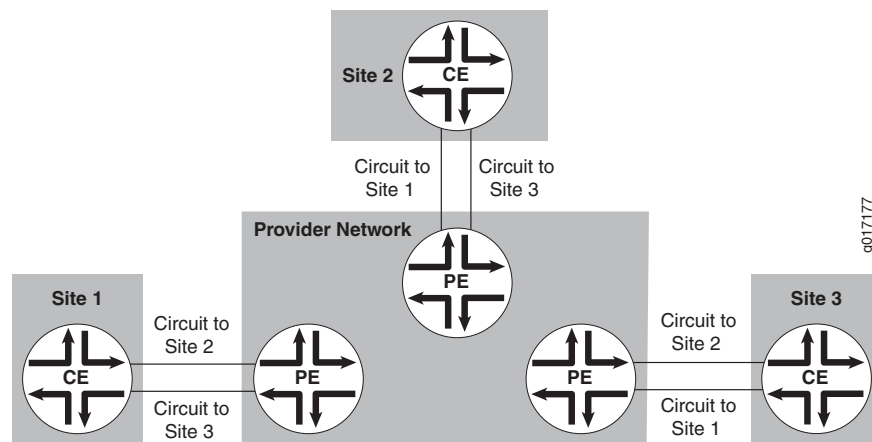 Site 2
CE
Circuit to
Site 1
Circuit to
Site 3
Provider Network
PE
g017177
Site 1
CE
Circuit to
Site 2
Circuit to
Site 3
PE
PE
Circuit to
Site 2
Circuit to
Site 1
Site 3
CE